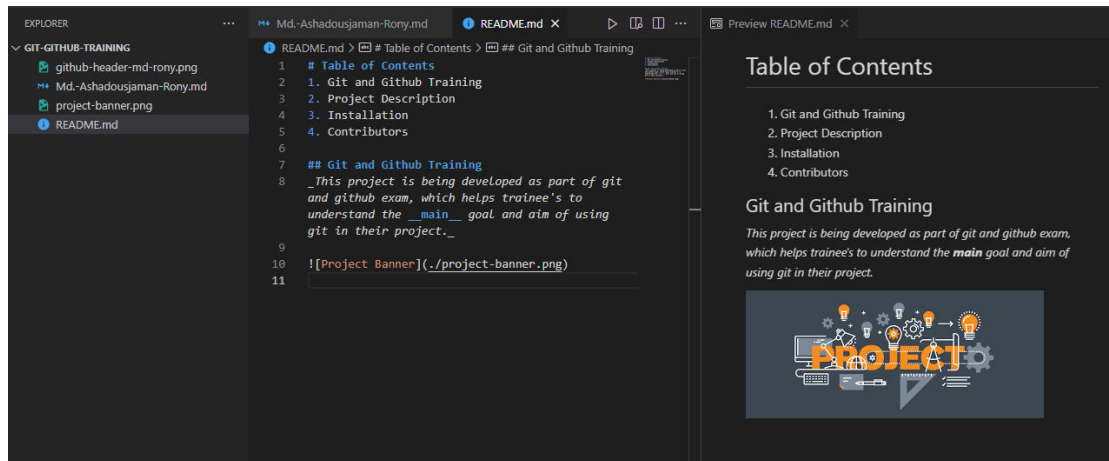 EXPLORER
GIT-GITHUB-TRAINING
github-header-md-rony.png
Md.-Ashadousjaman-Rony.md
project-banner.png
README.md
Md.-Ashadousjaman-Rony.md
README.md
README.md > # Table of Contents > ## Git and Github Training
1 # Table of Contents
2 1. Git and Github Training
3 2. Project Description
4 3. Installation
5 4. Contributors
6
7 ## Git and Github Training
8 _This project is being developed as part of git
and github exam, which helps trainee's to
understand the __main__ goal and aim of using
git in their project._
9
10 ![Project Banner](./project-banner.png)
11
Preview README.md
Table of Contents
1. Git and Github Training
2. Project Description
3. Installation
4. Contributors
Git and Github Training
This project is being developed as part of git and github exam,
which helps trainee's to understand the main goal and aim of
using git in their project.
PROJECT